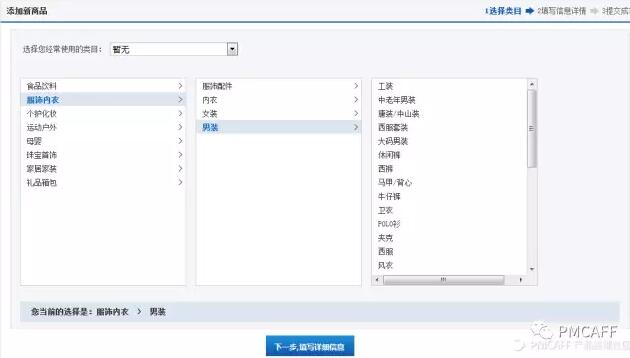 添加新商品
1选择类目 2填写信息详情 3提交成
选择您经常使用的类目： 暂无
食品饮料
服饰内衣
个护化妆
运动户外
母婴
珠宝首饰
家居家装
礼品箱包
服饰配件
内衣
女装
男装
工装
中老年男装
唐装/中山装
西服套装
大码男装
休闲裤
西裤
马甲/背心
牛仔裤
卫衣
POLO衫
夹克
西服
风衣
您当前的选择是：服饰内衣 > 男装
下一步,填写详细信息
PMCAFF
PMCAFF 产品经理社区